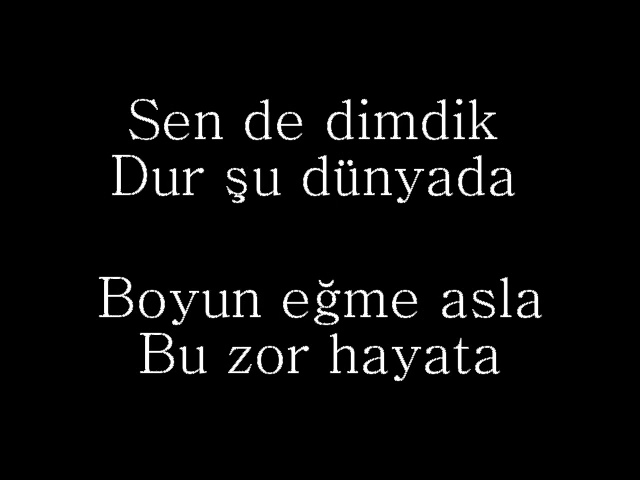 Sen de dimdik
Dur şu dünyada
Boyun eğme asla
Bu zor hayata